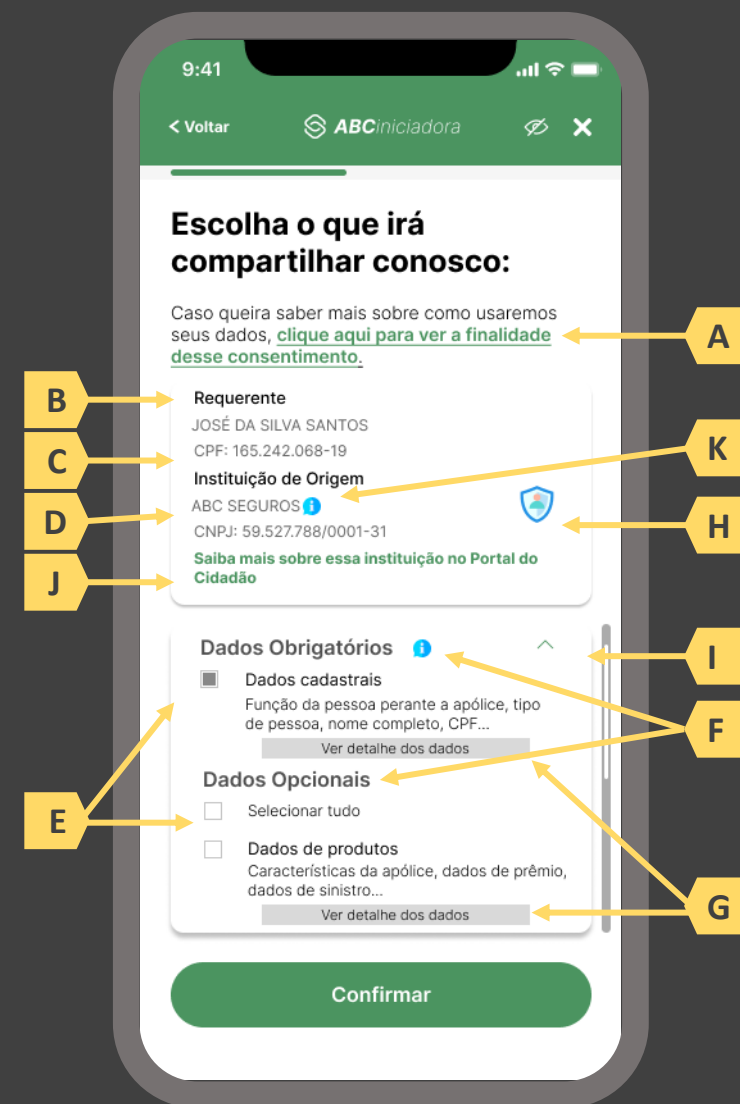 9:41
< Voltar
ABCiniciadora
Escolha o que irá
compartilhar conosco:
Caso queira saber mais sobre como usaremos
seus dados, clique aqui para ver a finalidade
desse consentimento.
A
B
Requerente
JOSÉ DA SILVA SANTOS
C
CPF: 165.242.068-19
K
Instituição de Origem
D
ABC SEGUROS
H
CNPJ: 59.527.788/0001-31
J
Saiba mais sobre essa instituição no Portal do
Cidadão
I
Dados Obrigatórios
Dados cadastrais
Função da pessoa perante a apólice, tipo
de pessoa, nome completo, CPF...
F
Ver detalhe dos dados
Dados Opcionais
E
Selecionar tudo
Dados de produtos
Características da apólice, dados de prêmio,
dados de sinistro...
G
Ver detalhe dos dados
Confirmar